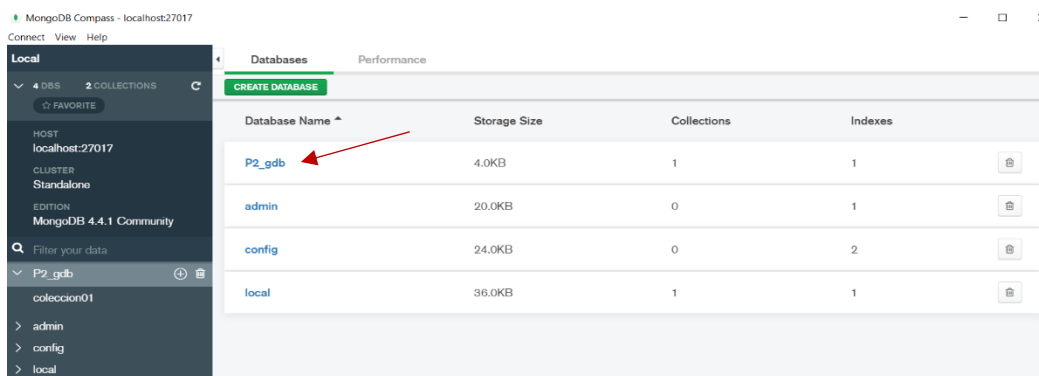 MongoDB Compass - localhost:27017
Connect View Help
Local
4 DBS 2 COLLECTIONS
☆ FAVORITE
HOST
localhost:27017
CLUSTER
Standalone
EDITION
MongoDB 4.4.1 Community
Filter your data
P2_gdb
coleccion01
admin
config
local
Databases Performance
CREATE DATABASE
Database Name Storage Size Collections Indexes
P2_gdb 4.0KB 1 1
admin 20.0KB 0 1
config 24.0KB 0 2
local 36.0KB 1 1